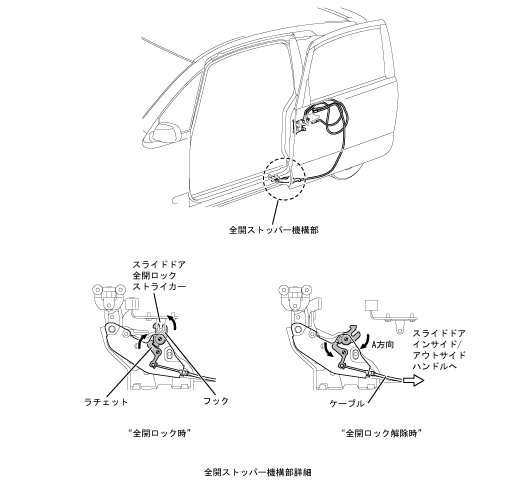 全開ストッパー機構部
スライドドア
全開ロック
ストライカー
ラチェット
フック
“全開ロック時”
A方向
スライドドア
インサイド/
アウトサイド
ハンドルへ
ケーブル
“全開ロック解除時”
全開ストッパー機構部詳細